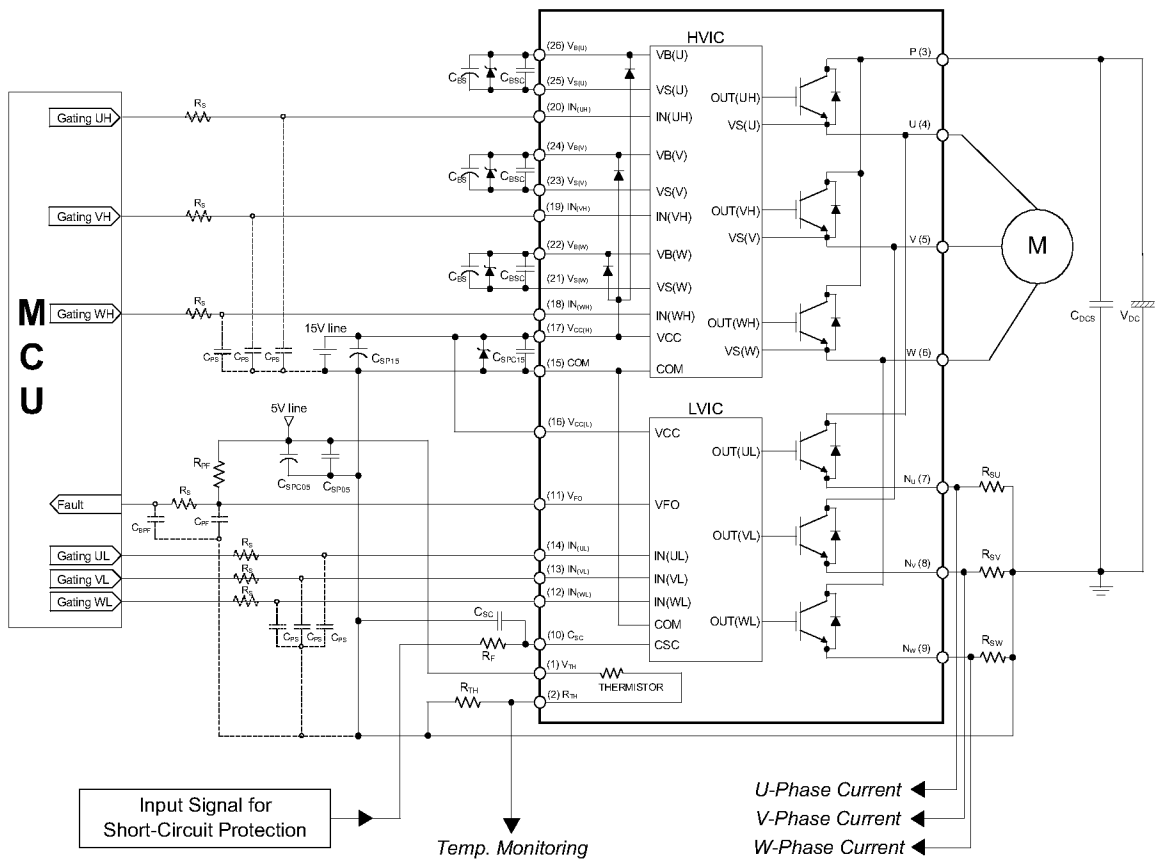 HVIC
(26) VB(U)
VB(U)
P (3)
CBS
CBSC
(25) VS(U)
VS(U)
OUT(UH)
Gating UH
RS
(20) IN(UH)
IN(UH)
VS(U)
U (4)
(24) VB(V)
VB(V)
CBS
CBSC
(23) VS(V)
VS(V)
OUT(VH)
Gating VH
RS
(19) IN(VH)
IN(VH)
VS(V)
V (5)
M
(22) VB(W)
VB(W)
CBS
CBSC
(21) VS(W)
VS(W)
Gating WH
RS
(18) IN(WH)
IN(WH)
OUT(WH)
CDCS
VDC
MCU
15V line
(17) VCC(H)
VCC
CPS
CPS
CPS
CSP15
CSPC15
VS(W)
W (6)
(15) COM
COM
5V line
LVIC
(16) VCC(L)
VCC
OUT(UL)
RPF
CSPC05
CSP05
NU (7)
RSU
Fault
RS
(11) VFO
VFO
CBPF
CPF
OUT(VL)
Gating UL
RS
(14) IN(UL)
IN(UL)
Gating VL
RS
(13) IN(VL)
IN(VL)
NV (8)
RSV
Gating WL
RS
(12) IN(WL)
IN(WL)
CPS
CPS
CPS
CSC
COM
OUT(WL)
RF
(10) CSC
CSC
NW (9)
RSW
(1) VTH
THERMISTOR
RTH
(2) RTH
Input Signal for
Short-Circuit Protection
Temp. Monitoring
U-Phase Current
V-Phase Current
W-Phase Current